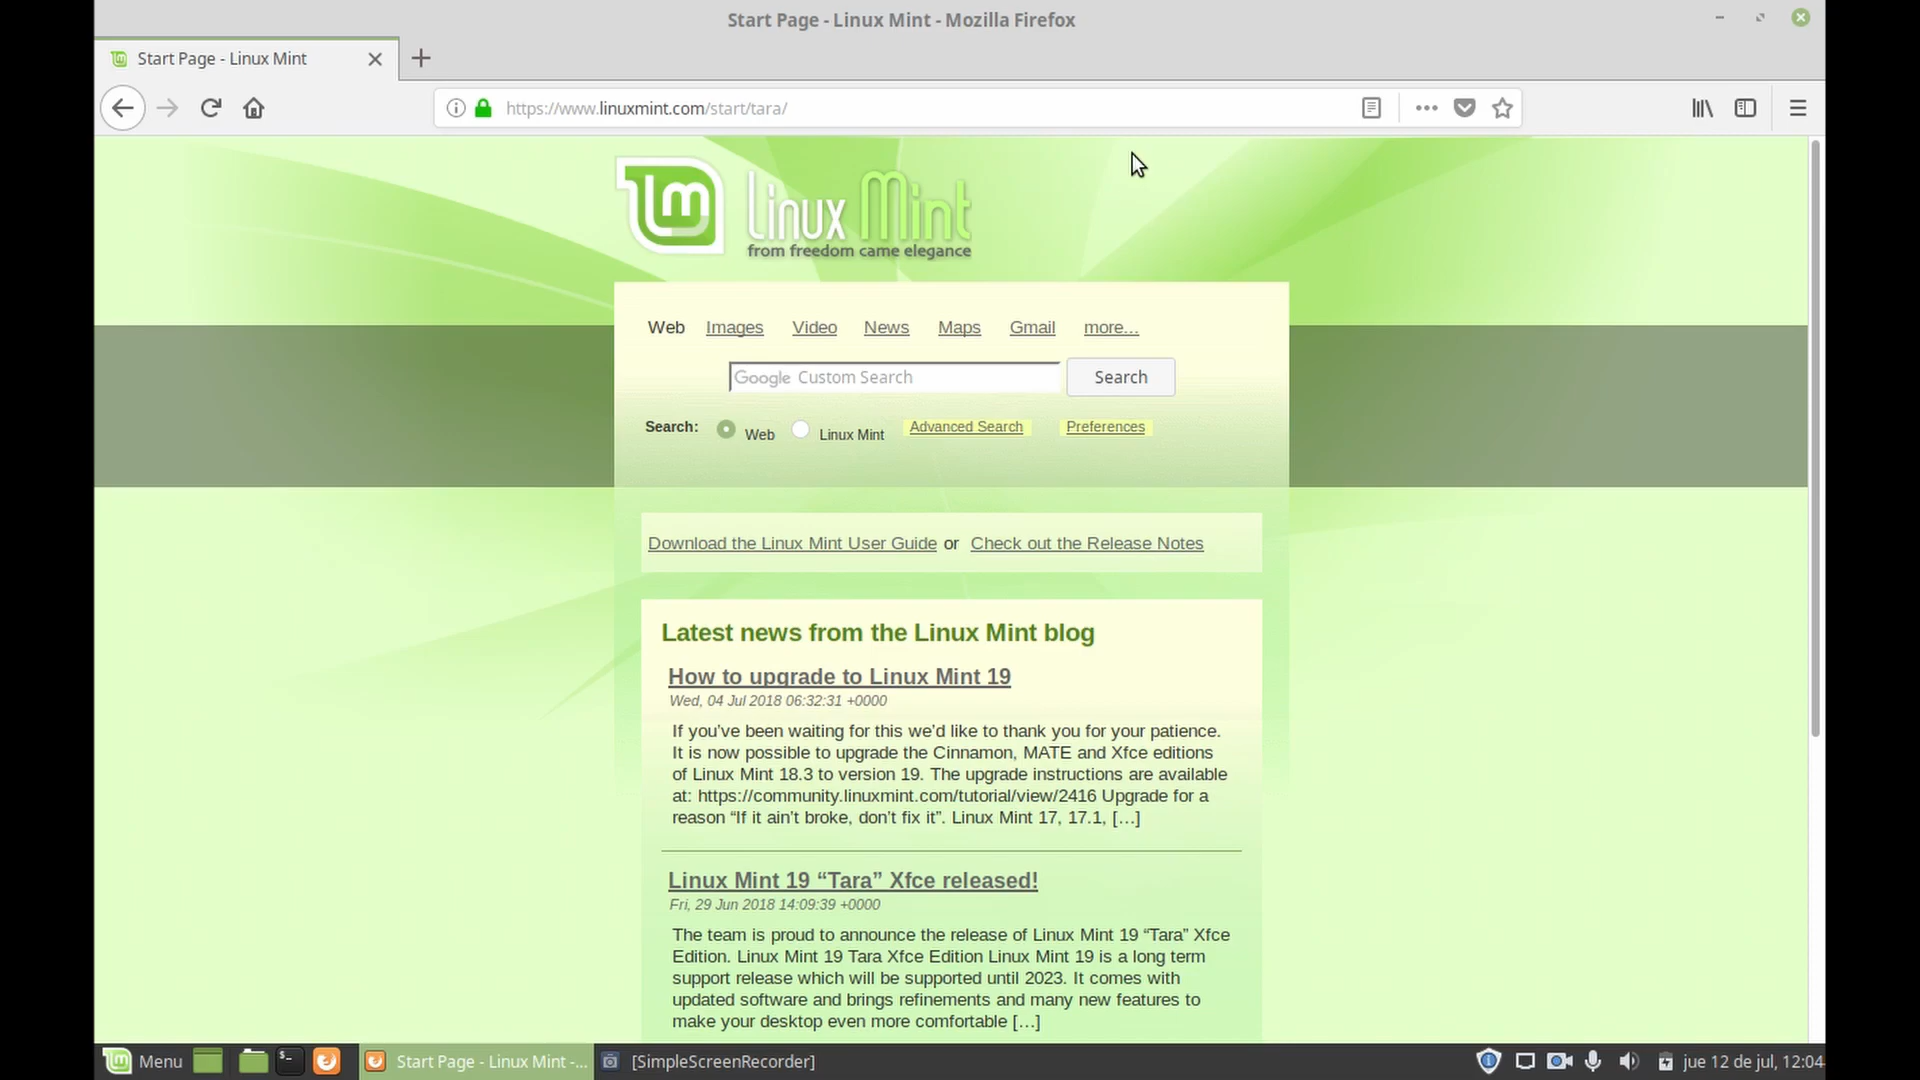 Start Page - Linux Mint - Mozilla Firefox
Start Page - Linux Mint
https://www.linuxmint.com/start/tara/
lm Linux Mint
from freedom came elegance
Web Images Video News Maps Gmail more...
Google Custom Search Search
Search: Web Linux Mint Advanced Search Preferences
Download the Linux Mint User Guide or Check out the Release Notes
Latest news from the Linux Mint blog
How to upgrade to Linux Mint 19
Wed, 04 Jul 2018 06:32:31 +0000
If you’ve been waiting for this we’d like to thank you for your patience.
It is now possible to upgrade the Cinnamon, MATE and Xfce editions
of Linux Mint 18.3 to version 19. The upgrade instructions are available
at: https://community.linuxmint.com/tutorial/view/2416 Upgrade for a
reason “If it ain’t broke, don’t fix it”. Linux Mint 17, 17.1, […]
Linux Mint 19 “Tara” Xfce released!
Fri, 29 Jun 2018 14:09:39 +0000
The team is proud to announce the release of Linux Mint 19 “Tara” Xfce
Edition. Linux Mint 19 Tara Xfce Edition Linux Mint 19 is a long term
support release which will be supported until 2023. It comes with
updated software and brings refinements and many new features to
make your desktop even more comfortable […]
Menu $_ Start Page - Linux Mint -... [SimpleScreenRecorder] jue 12 de jul, 12:04